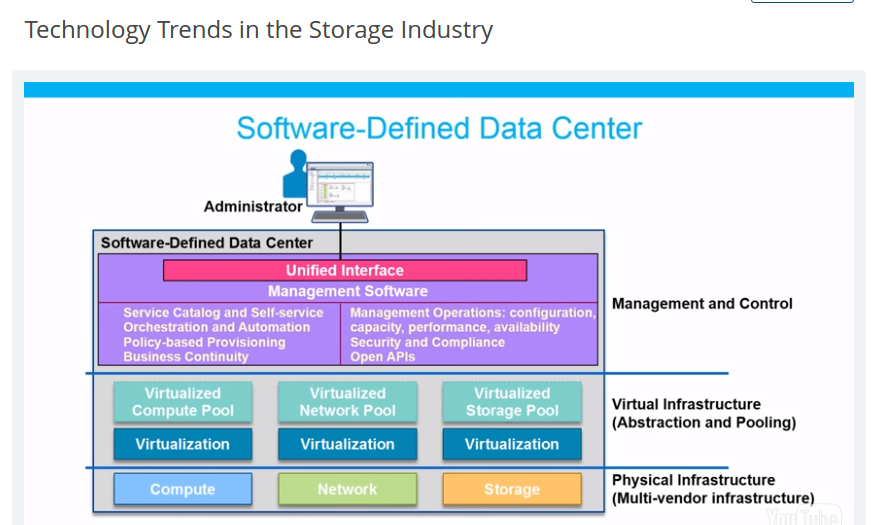 Technology Trends in the Storage Industry
Software-Defined Data Center
Administrator
Software-Defined Data Center
Unified Interface
Management Software
Service Catalog and Self-service
Orchestration and Automation
Policy-based Provisioning
Business Continuity
Management Operations: configuration,
capacity, performance, availability
Security and Compliance
Open APIs
Management and Control
Virtualized
Compute Pool
Virtualized
Network Pool
Virtualized
Storage Pool
Virtualization
Virtualization
Virtualization
Virtual Infrastructure
(Abstraction and Pooling)
Compute
Network
Storage
Physical Infrastructure
(Multi-vendor infrastructure)
YouTube